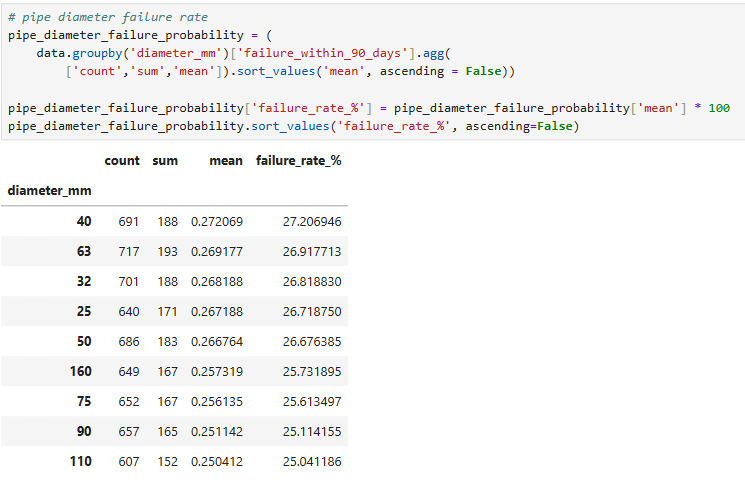 # pipe diameter failure rate
pipe_diameter_failure_probability = (
    data.groupby('diameter_mm')['failure_within_90_days'].agg(
        ['count','sum','mean']).sort_values('mean', ascending = False))

pipe_diameter_failure_probability['failure_rate_%'] = pipe_diameter_failure_probability['mean'] * 100
pipe_diameter_failure_probability.sort_values('failure_rate_%', ascending=False)
count sum mean failure_rate_%
diameter_mm
40 691 188 0.272069 27.206946
63 717 193 0.269177 26.917713
32 701 188 0.268188 26.818830
25 640 171 0.267188 26.718750
50 686 183 0.266764 26.676385
160 649 167 0.257319 25.731895
75 652 167 0.256135 25.613497
90 657 165 0.251142 25.114155
110 607 152 0.250412 25.041186